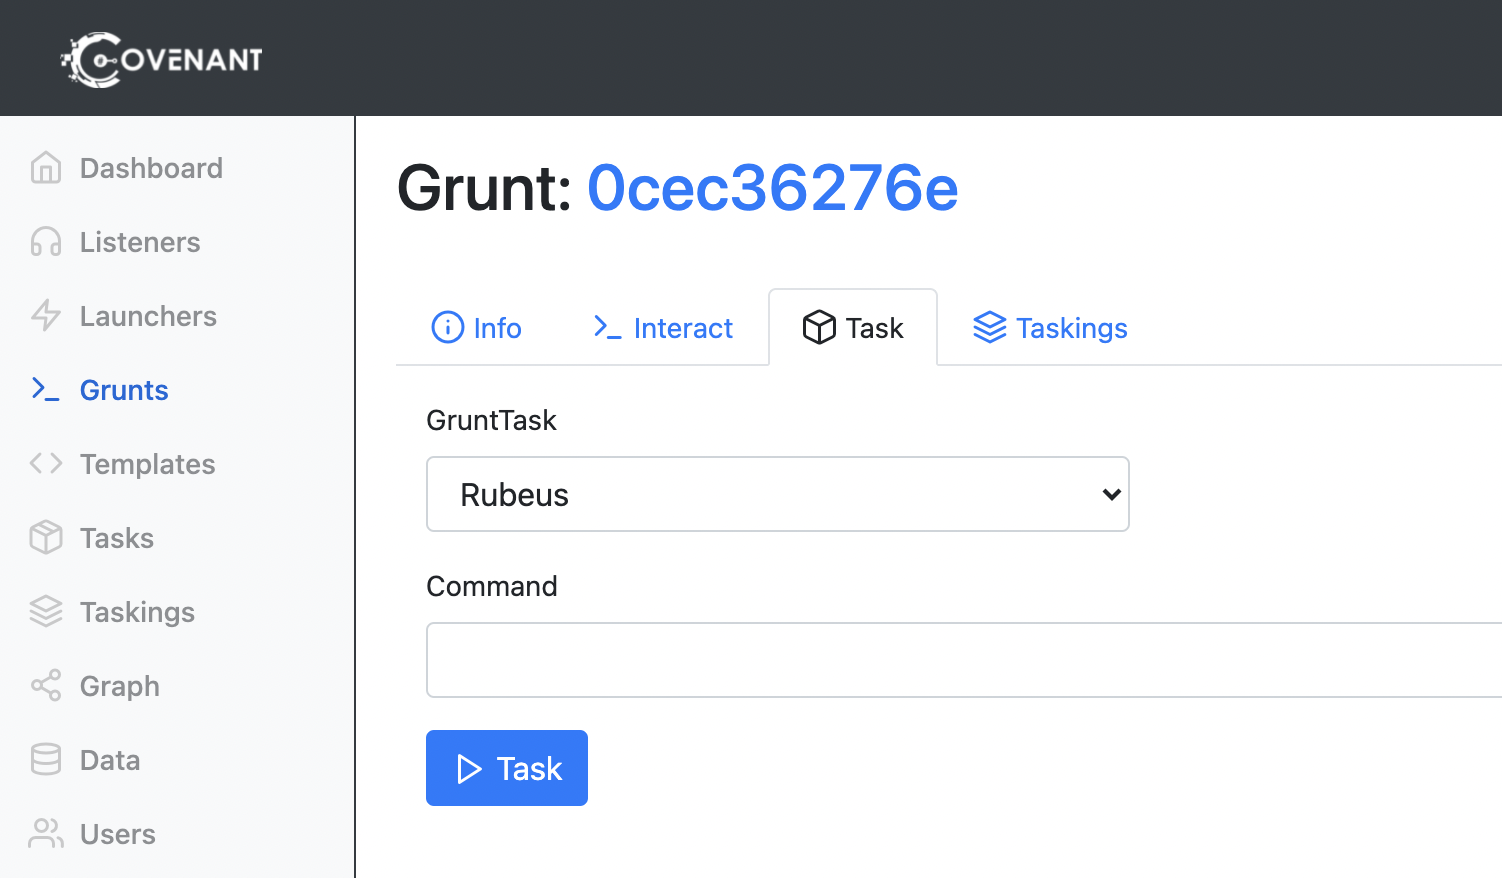 COVENANT
Dashboard
Listeners
Launchers
Grunts
Templates
Tasks
Taskings
Graph
Data
Users
Grunt: 0cec36276e
Info
Interact
Task
Taskings
GruntTask
Rubeus
Command
Task